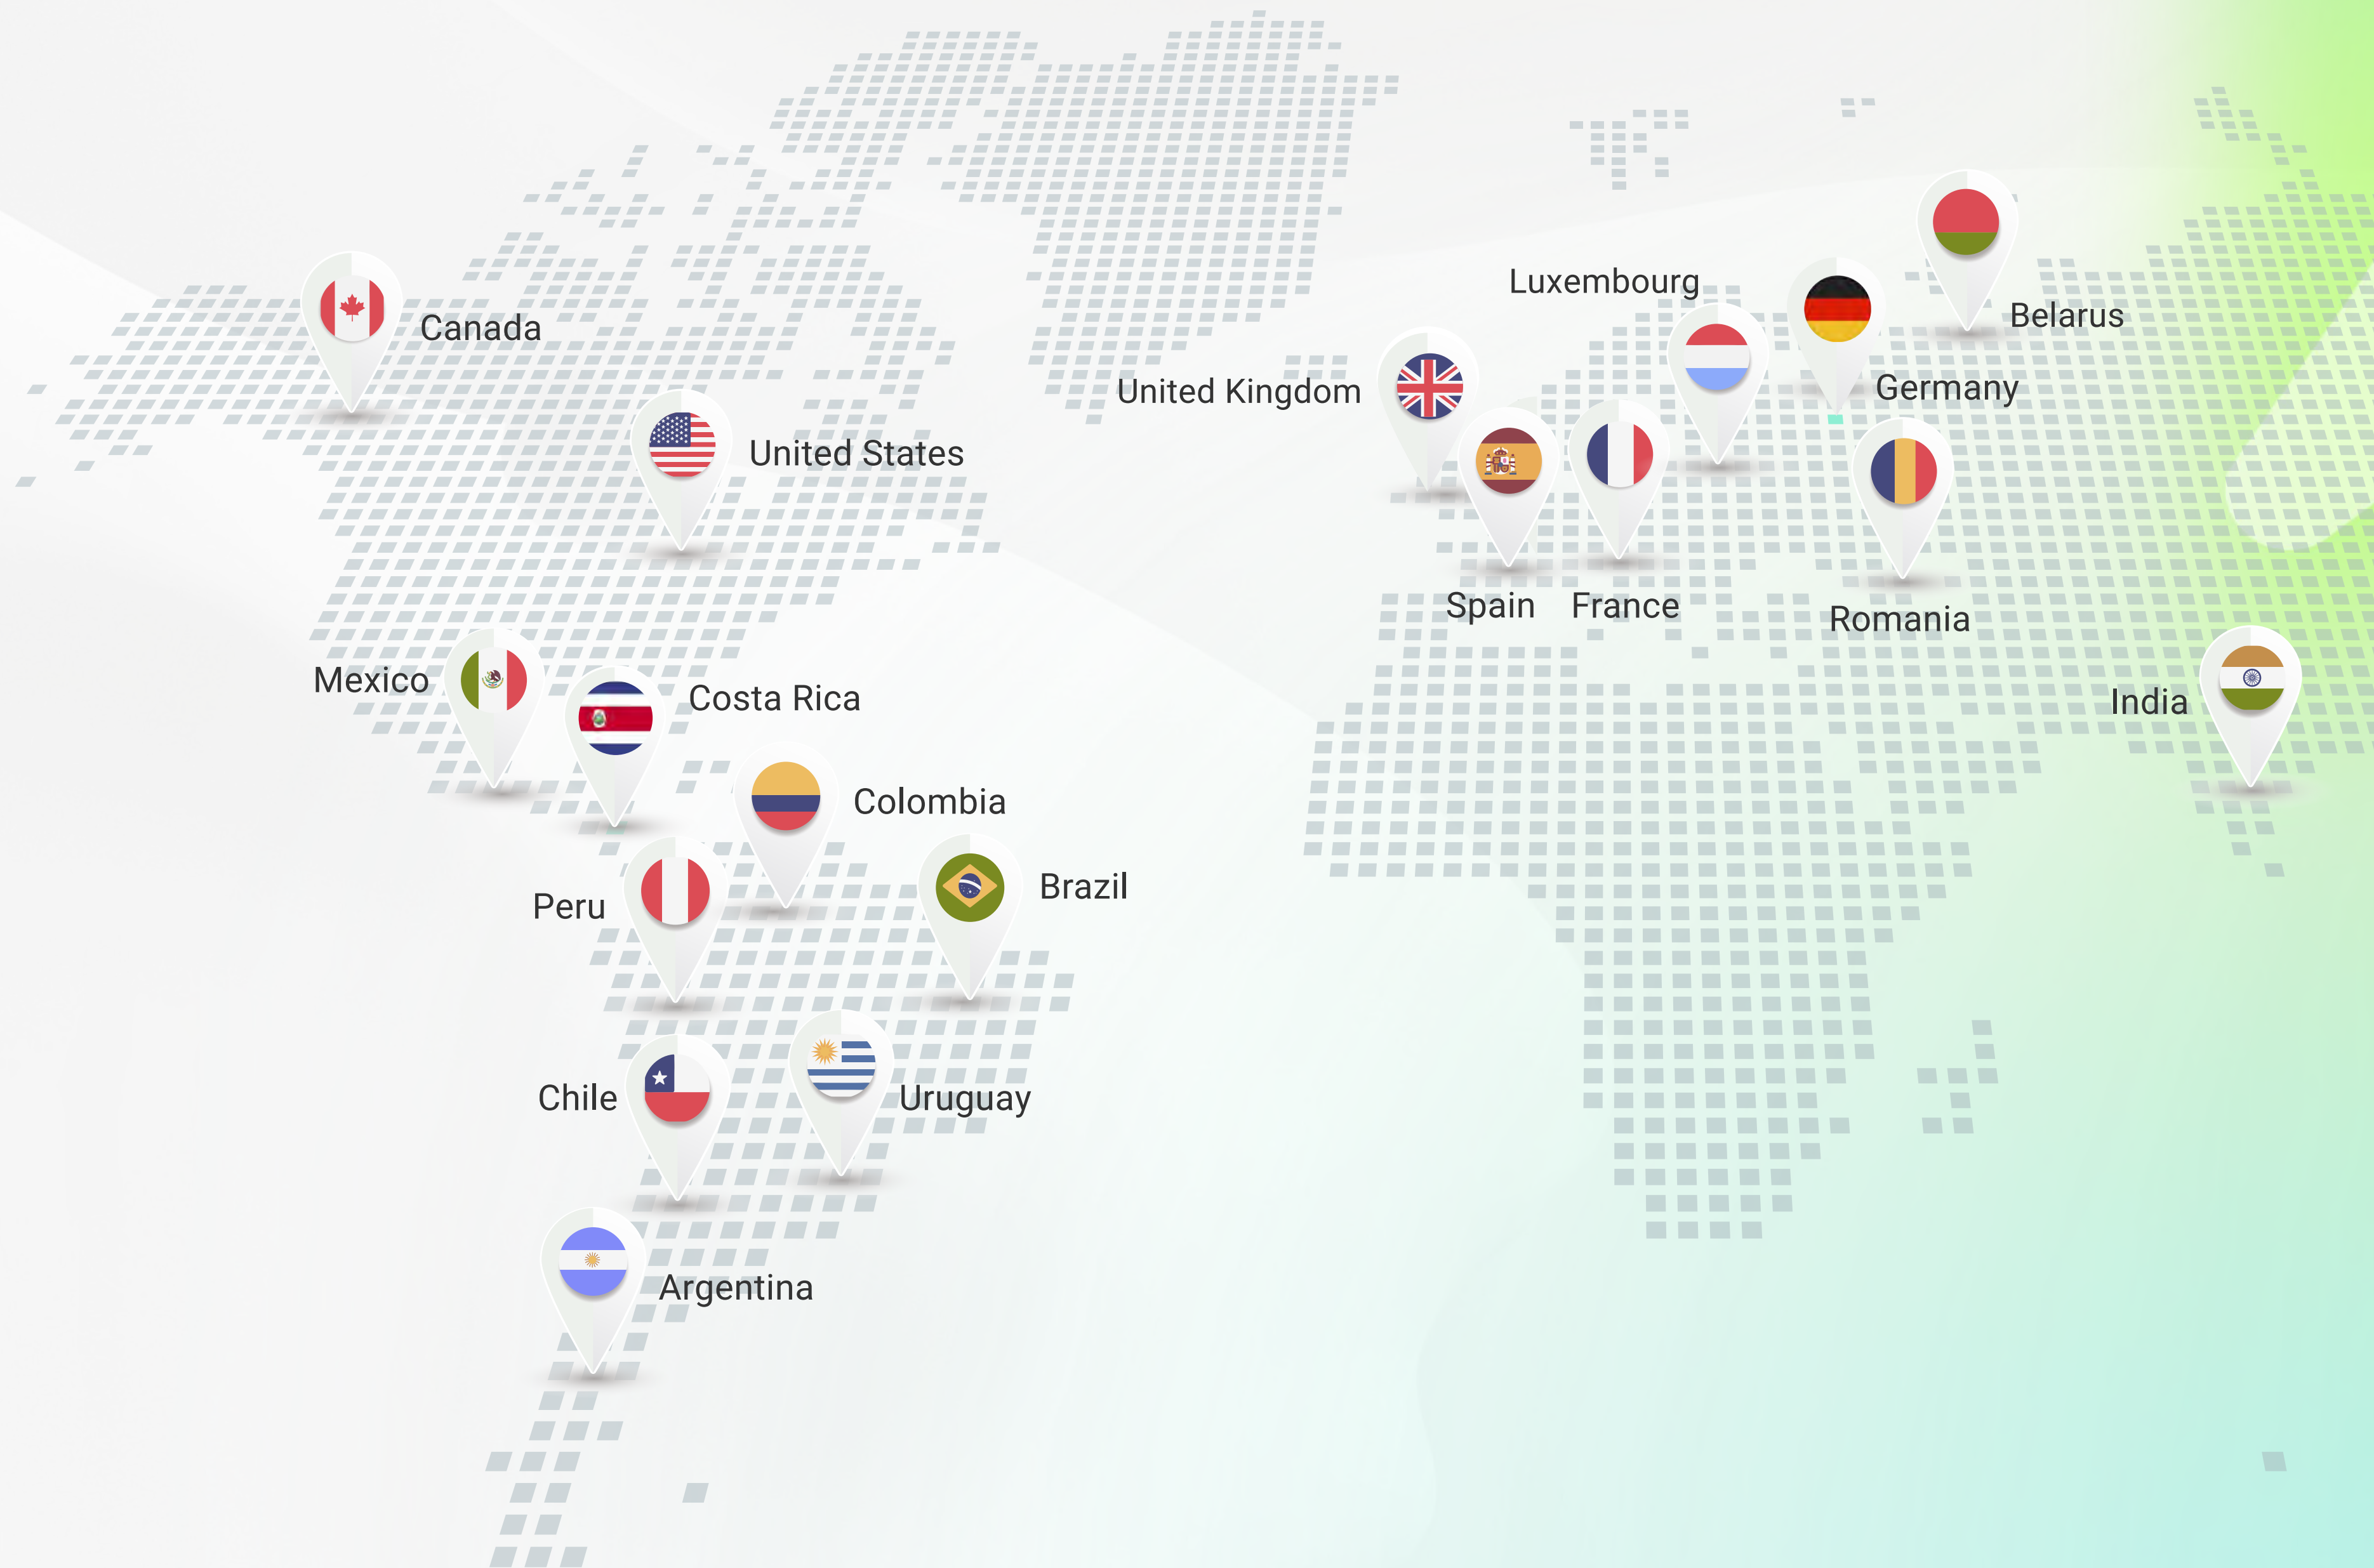 Luxembourg
Belarus
Canada
Germany
United Kingdom
United States
Spain
France
Romania
Mexico
Costa Rica
India
Colombia
Brazil
Peru
Chile
Uruguay
Argentina